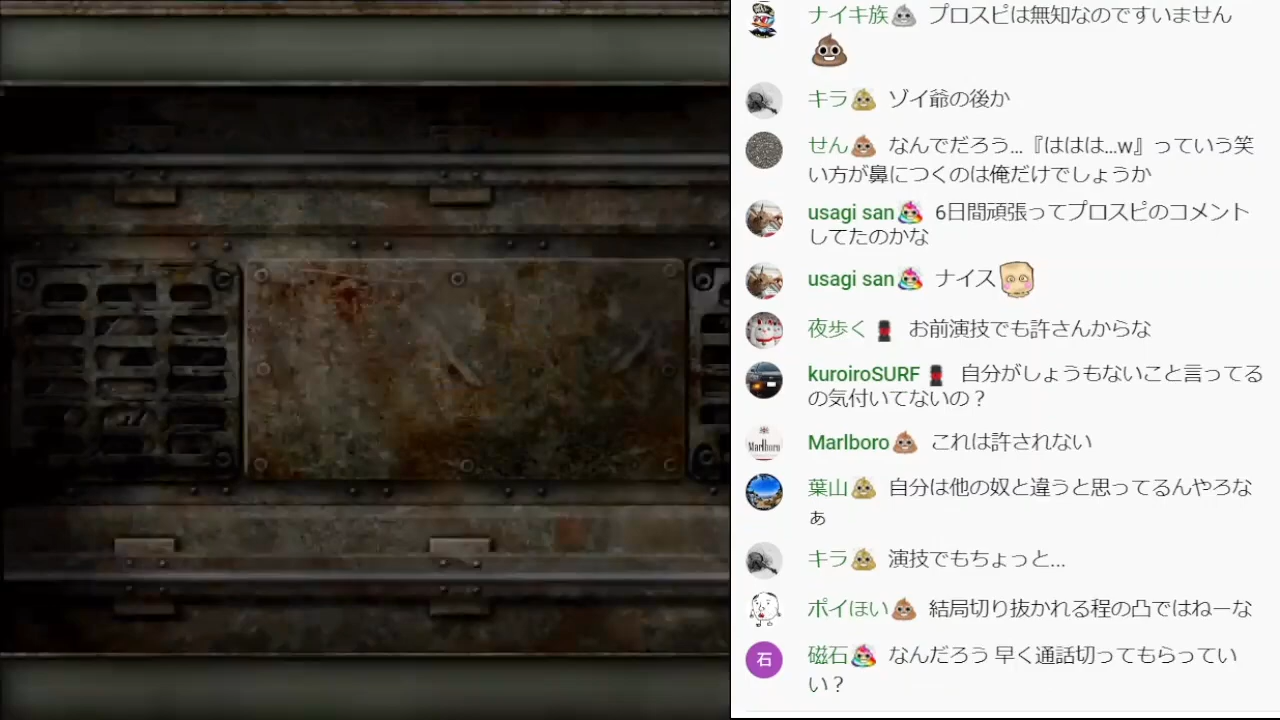 ナイキ族 プロスピは無知なのですいません
キラ ゾイ爺の後か
せん なんでだろう...『ははは...w』っていう笑
い方が鼻につくのは俺だけでしょうか
usagi san 6日間頑張ってプロスピのコメント
してたのかな
usagi san ナイス
夜歩く お前演技でも許さんからな
kuroiroSURF 自分がしょうもないこと言ってる
の気付いてないの？
Marlboro
Marlboro これは許されない
葉山 自分は他の奴と違うと思ってるんやろな
ぁ
キラ 演技でもちょっと...
ポイほい 結局切り抜かれる程の凸ではねーな
石
磁石 なんだろう 早く通話切ってもらってい
い？